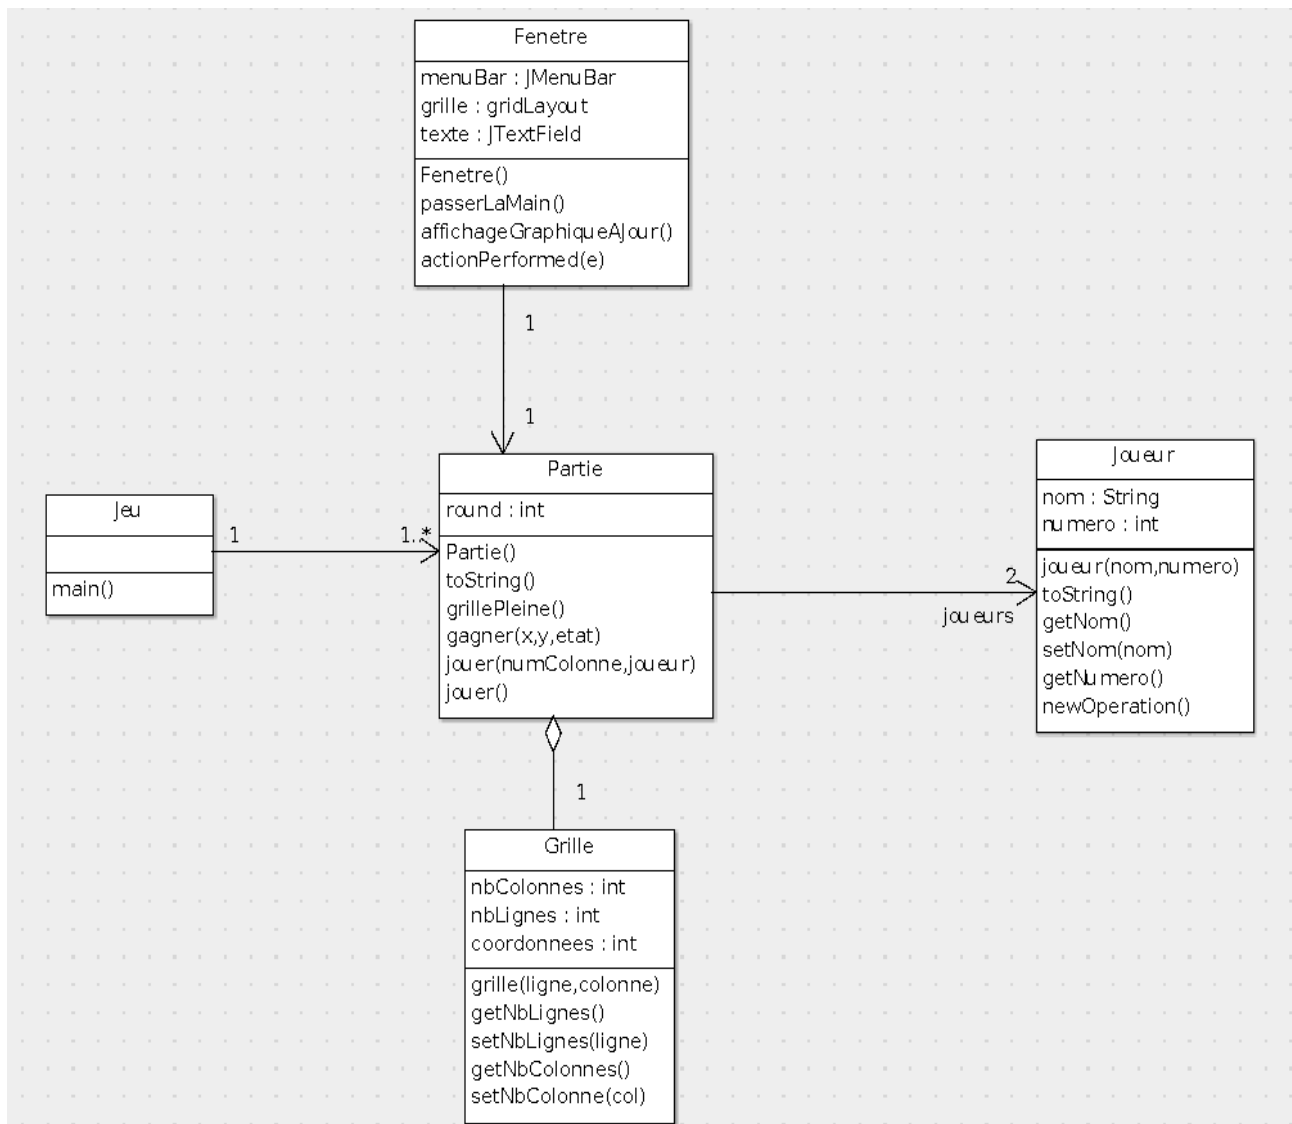 Fenetre
menuBar : JMenuBar
grille : gridLayout
texte : JTextField
Fenetre()
passerLaMain()
affichageGraphiqueAJour()
actionPerformed(e)
1
1
Jeu
main()
1
1..*
Partie
round : int
Partie()
toString()
grillePleine()
gagner(x,y,etat)
jouer(numColonne,joueur)
jouer()
2
joueurs
Joueur
nom : String
numero : int
joueur(nom,numero)
toString()
getNom()
setNom(nom)
getNumero()
newOperation()
1
Grille
nbColonnes : int
nbLignes : int
coordonnees : int
grille(ligne,colonne)
getNbLignes()
setNbLignes(ligne)
getNbColonnes()
setNbColonne(col)